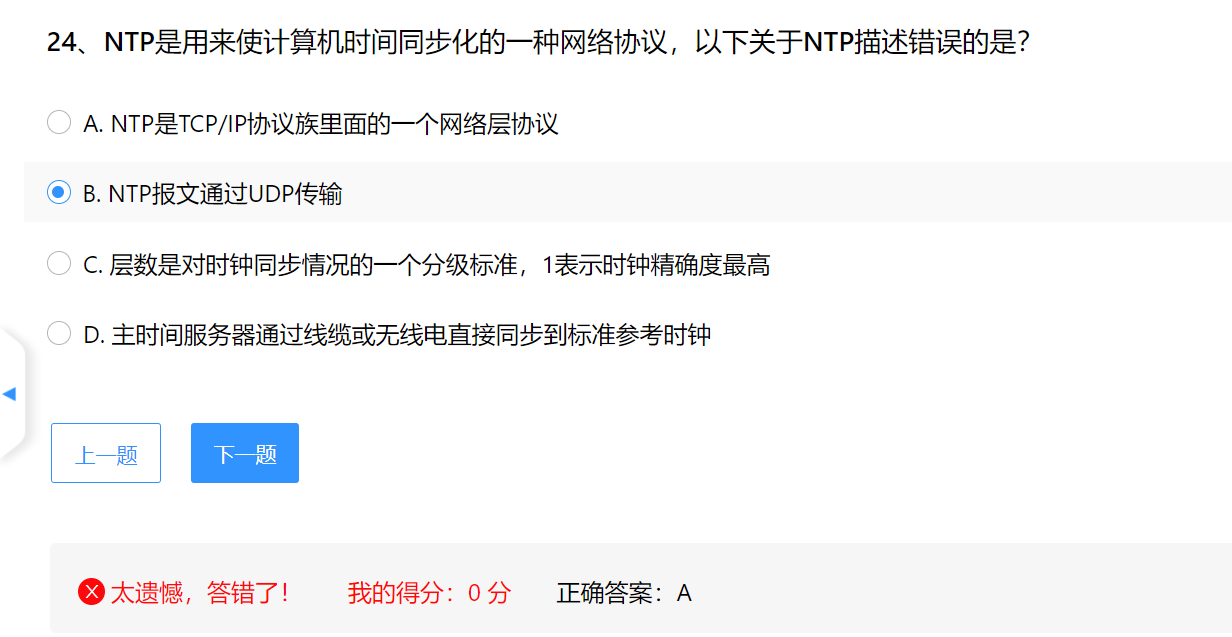 24、NTP是用来使计算机时间同步化的一种网络协议，以下关于NTP描述错误的是？
A. NTP是TCP/IP协议族里面的一个网络层协议
B. NTP报文通过UDP传输
C. 层数是对时钟同步情况的一个分级标准，1表示时钟精确度最高
D. 主时间服务器通过线缆或无线电直接同步到标准参考时钟
上一题 下一题
太遗憾，答错了！ 我的得分：0 分 正确答案：A